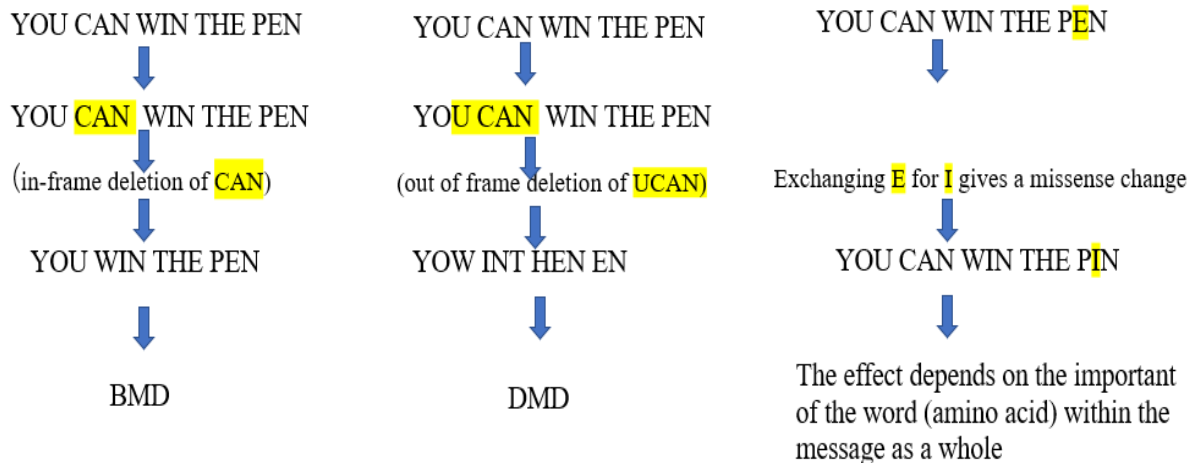 YOU CAN WIN THE PEN
YOU CAN WIN THE PEN
(in-frame deletion of CAN)
YOU WIN THE PEN
BMD
YOU CAN WIN THE PEN
YOU CAN WIN THE PEN
(out of frame deletion of UCAN)
YOW INT HEN EN
DMD
YOU CAN WIN THE PEN
Exchanging E for I gives a missense change
YOU CAN WIN THE PIN
The effect depends on the important
of the word (amino acid) within the
message as a whole